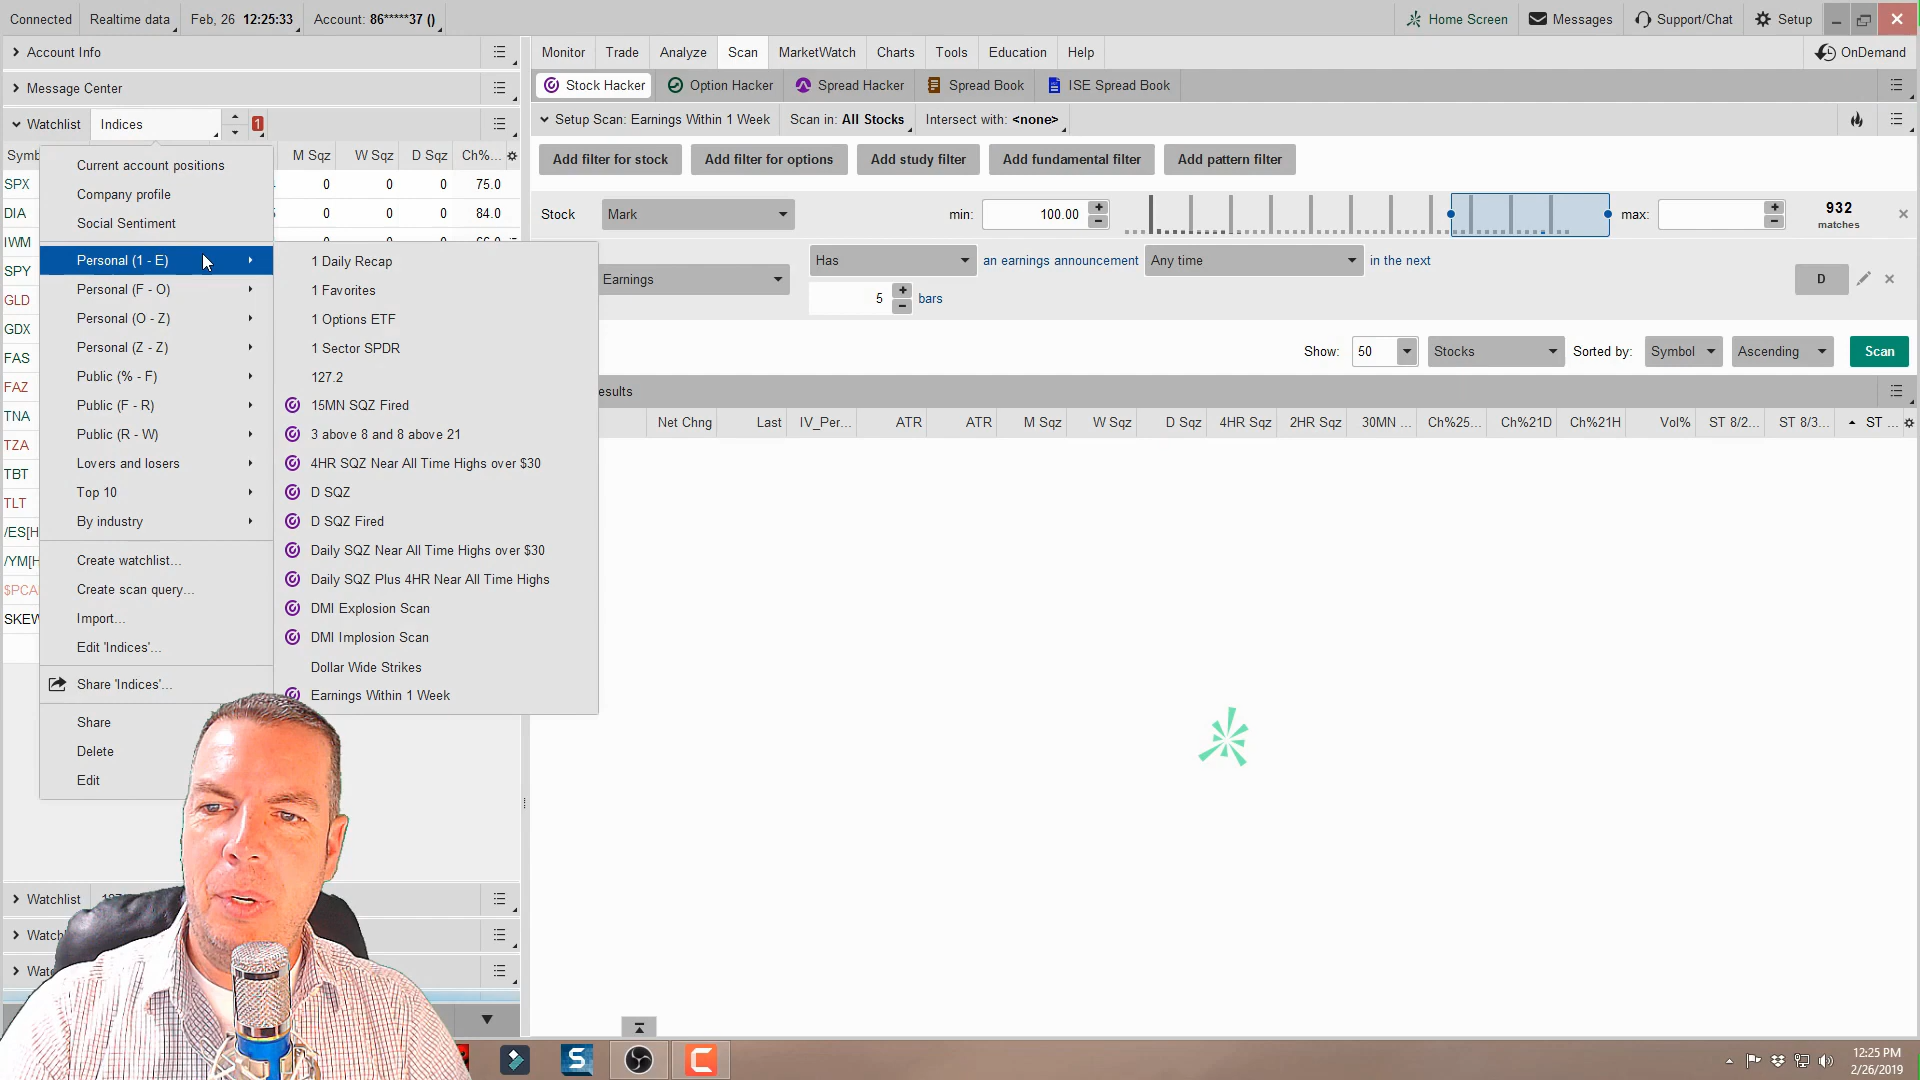 Connected Realtime data Feb, 26 12:25:33 Account: 86*****37 () Home Screen Messages Support/Chat Setup
Account Info
Monitor Trade Analyze Scan MarketWatch Charts Tools Education Help OnDemand
Message Center
Stock Hacker Option Hacker Spread Hacker Spread Book ISE Spread Book
Watchlist Indices 1
Setup Scan: Earnings Within 1 Week Scan in: All Stocks Intersect with: <none>
M Sqz W Sqz D Sqz Ch%...
Add filter for stock Add filter for options Add study filter Add fundamental filter Add pattern filter
SPX 0 0 0 75.0
DIA 0 0 0 84.0
IWM
SPY
GLD
GDX
FAS
FAZ
TNA
TZA
TBT
TLT
/ES[H
/YM[H
Current account positions
Company profile
Social Sentiment
Personal (1 - E)
Personal (F - O)
Personal (O - Z)
Personal (Z - Z)
Public (% - F)
Public (F - R)
Public (R - W)
Lovers and losers
Top 10
By industry
Create watchlist...
Create scan query...
Import...
Edit 'Indices'...
Share 'Indices'...
Share
Delete
Edit
1 Daily Recap
1 Favorites
1 Options ETF
1 Sector SPDR
127.2
15MN SQZ Fired
3 above 8 and 8 above 21
4HR SQZ Near All Time Highs over $30
D SQZ
D SQZ Fired
Daily SQZ Near All Time Highs over $30
Daily SQZ Plus 4HR Near All Time Highs
DMI Explosion Scan
DMI Implosion Scan
Dollar Wide Strikes
Earnings Within 1 Week
Stock Mark min: 100.00 max: 932
matches
Earnings Has an earnings announcement Any time in the next
5 bars D
Show: 50 Stocks Sorted by: Symbol Ascending Scan
Net Chng Last IV_Per... ATR ATR M Sqz W Sqz D Sqz 4HR Sqz 2HR Sqz 30MN ... Ch%25... Ch%21D Ch%21H Vol% ST 8/2... ST 8/3... ST ...
Watchlist
12:25 PM
2/26/2019